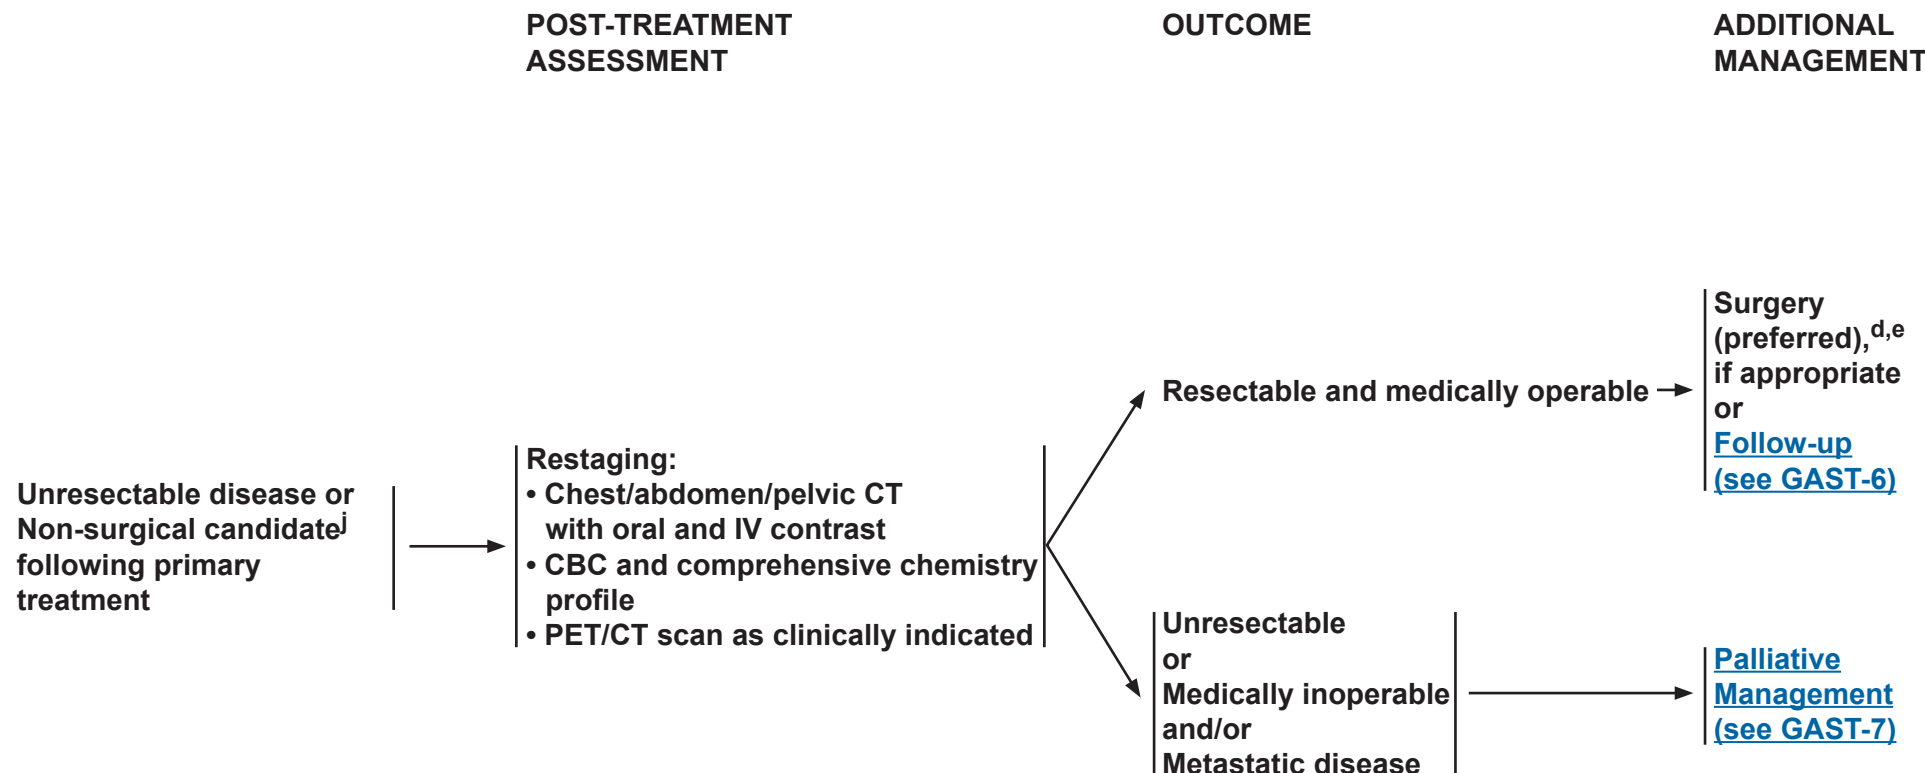 POST-TREATMENT
ASSESSMENT
OUTCOME
ADDITIONAL
MANAGEMENT
Unresectable disease or
Non-surgical candidatej
following primary
treatment
Restaging:
• Chest/abdomen/pelvic CT
with oral and IV contrast
• CBC and comprehensive chemistry
profile
• PET/CT scan as clinically indicated
Resectable and medically operable
Surgery
(preferred),d,e
if appropriate
or
Follow-up
(see GAST-6)
Unresectable
or
Medically inoperable
and/or
Metastatic disease
Palliative
Management
(see GAST-7)